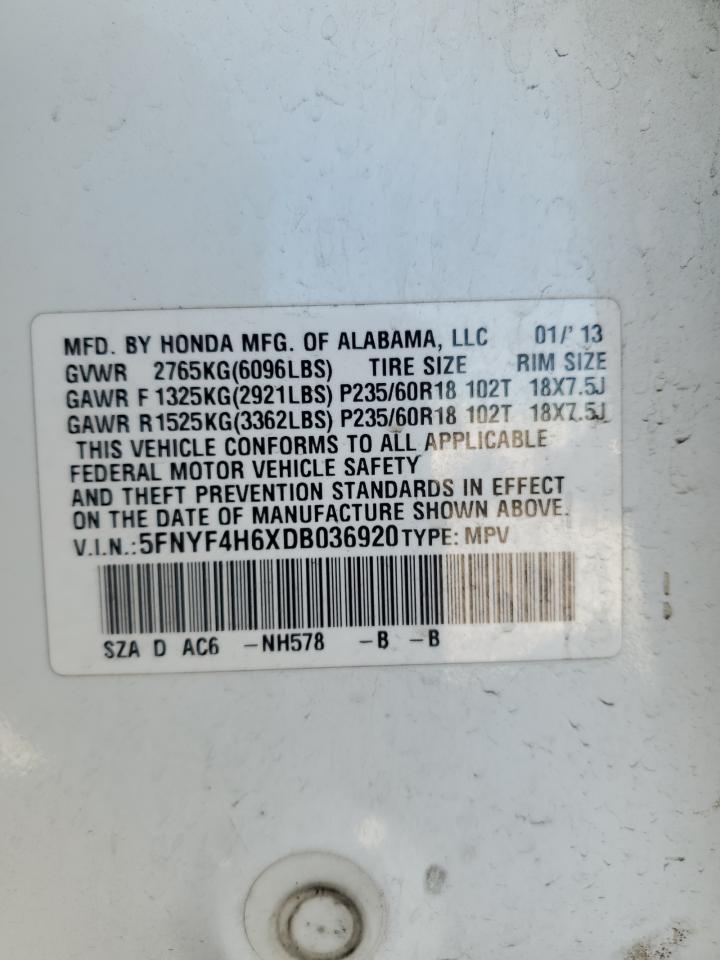 MFD. BY HONDA MFG. OF ALABAMA, LLC 01/'13
GVWR 2765KG(6096LBS) TIRE SIZE RIM SIZE
GAWR F 1325KG(2921LBS) P235/60R18 102T 18X7.5J
GAWR R 1525KG(3362LBS) P235/60R18 102T 18X7.5J
THIS VEHICLE CONFORMS TO ALL APPLICABLE
FEDERAL MOTOR VEHICLE SAFETY
AND THEFT PREVENTION STANDARDS IN EFFECT
ON THE DATE OF MANUFACTURE SHOWN ABOVE.
V.I.N.:5FNYF4H6XDB036920 TYPE: MPV
SZA D AC6 -NH578 -B -B